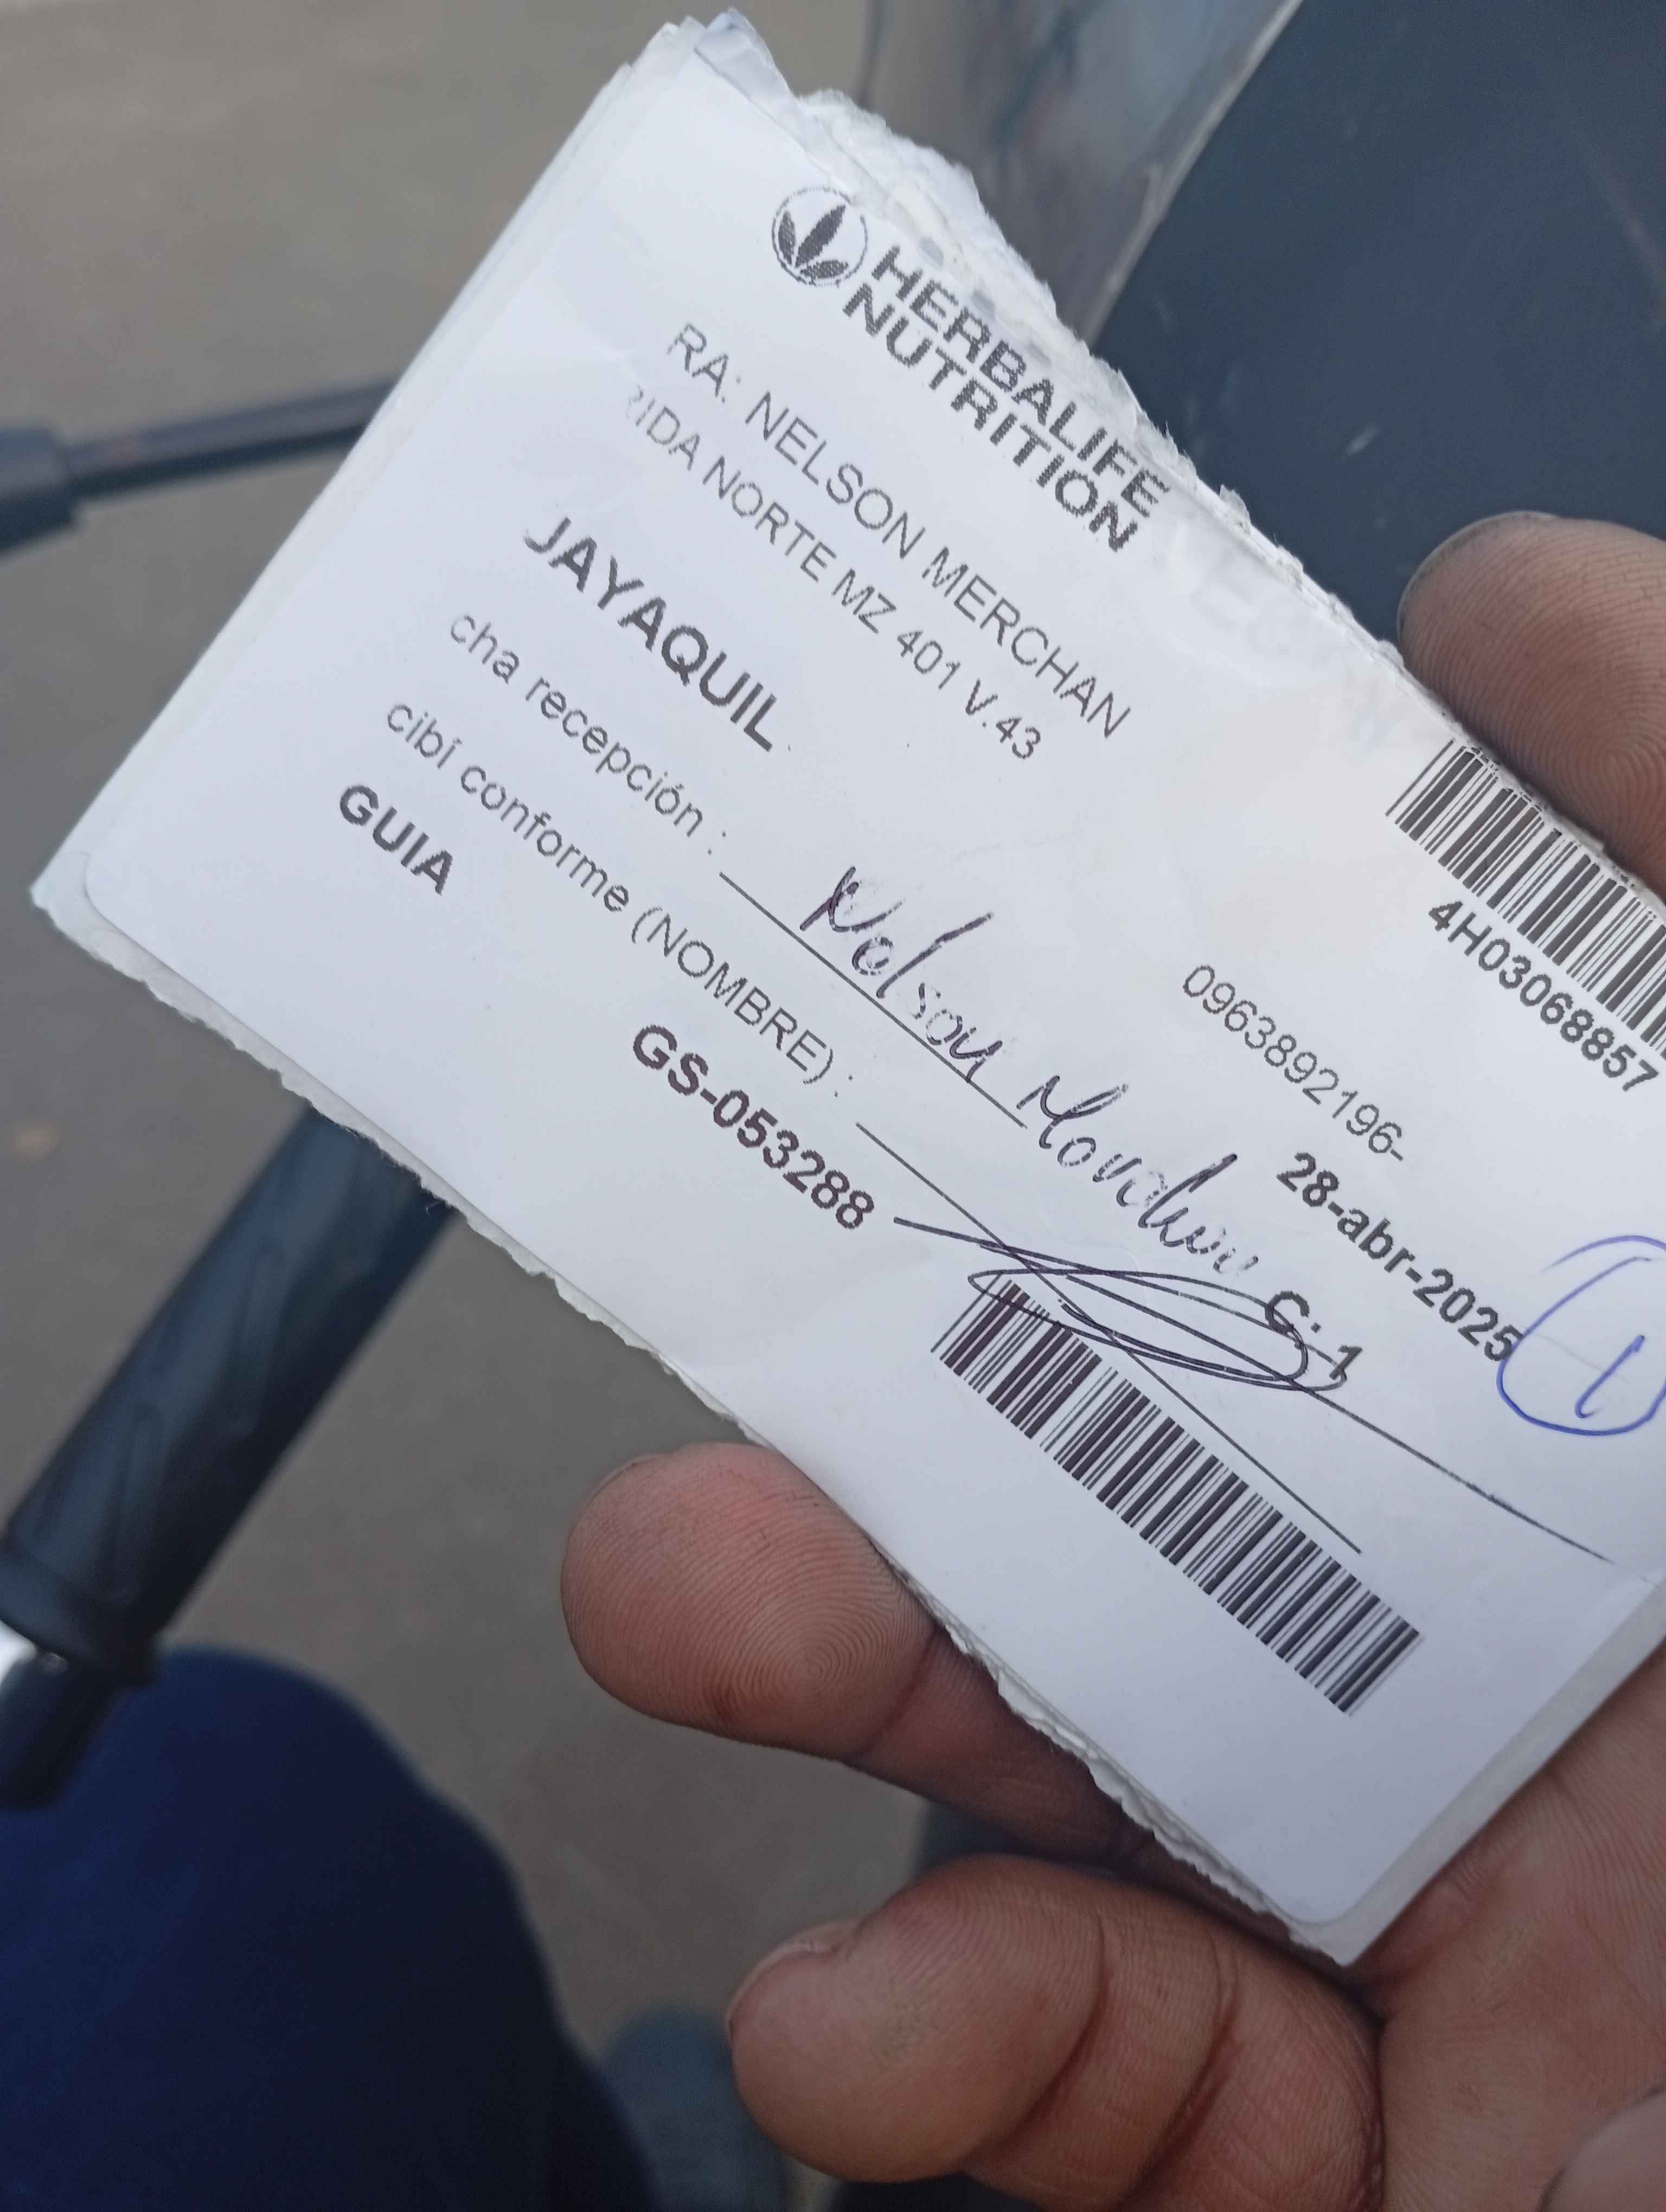 HERBALIFE
NUTRITION
RA: NELSON MERCHAN
RIDA NORTE MZ 401 V.43
JAYAQUIL
4H03068857
0963892196-
28-abr-2025
1
cha recepción :
Nelson
cibí conforme (NOMBRE) :
GUIA
GS-053288
C. 1